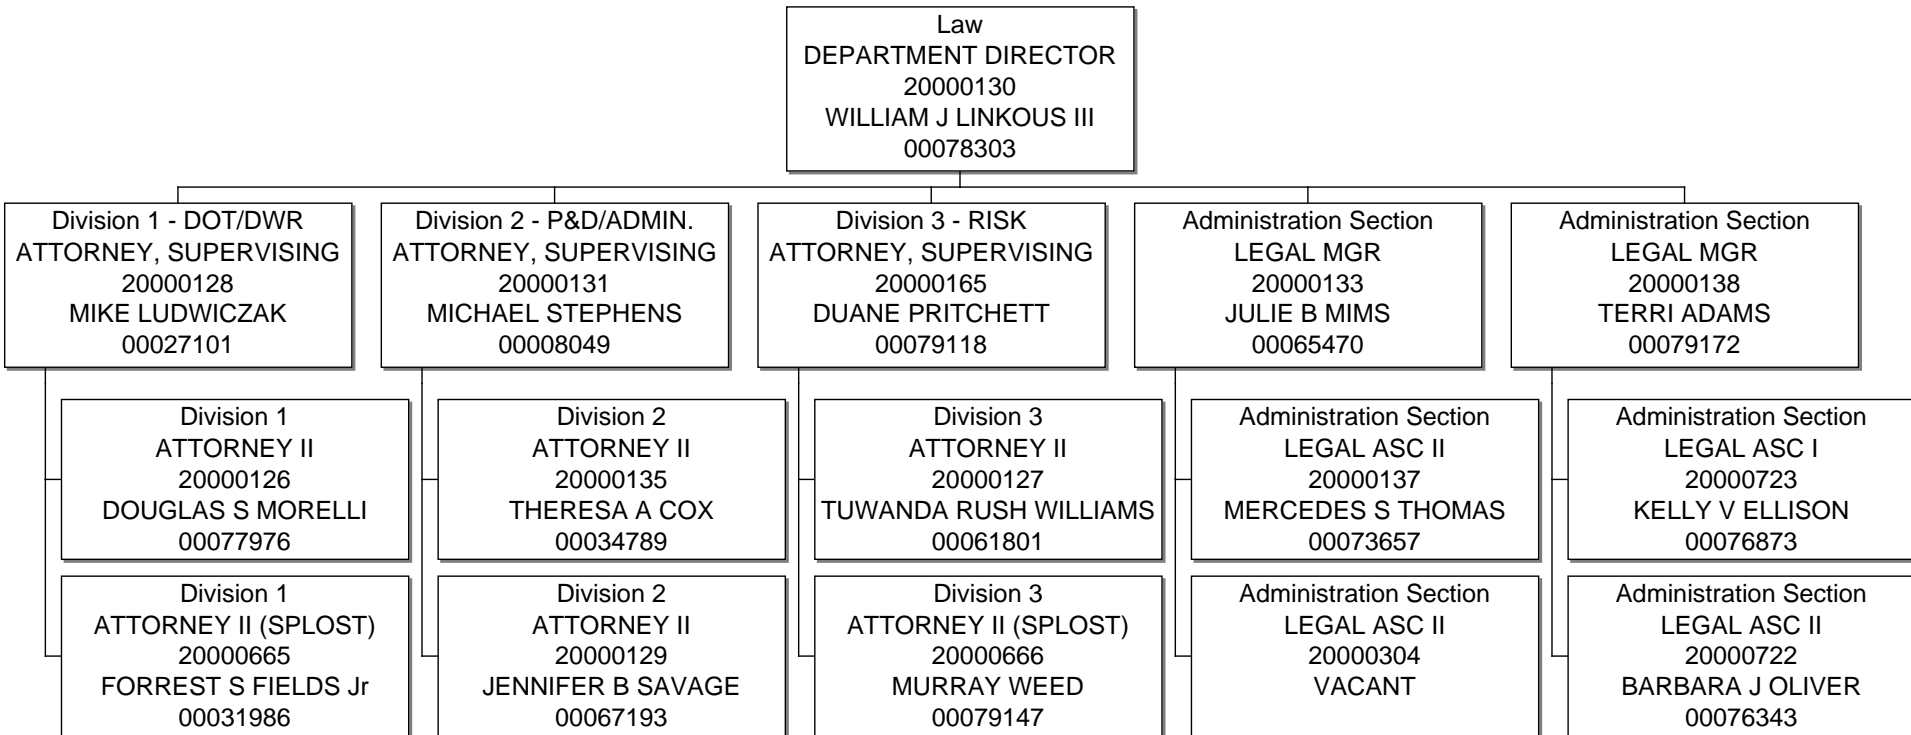 Law
DEPARTMENT DIRECTOR
20000130
WILLIAM J LINKOUS III
00078303
Division 1 - DOT/DWR
ATTORNEY, SUPERVISING
20000128
MIKE LUDWICZAK
00027101
Division 2 - P&D/ADMIN.
ATTORNEY, SUPERVISING
20000131
MICHAEL STEPHENS
00008049
Division 3 - RISK
ATTORNEY, SUPERVISING
20000165
DUANE PRITCHETT
00079118
Administration Section
LEGAL MGR
20000133
JULIE B MIMS
00065470
Administration Section
LEGAL MGR
20000138
TERRI ADAMS
00079172
Division 1
ATTORNEY II
20000126
DOUGLAS S MORELLI
00077976
Division 2
ATTORNEY II
20000135
THERESA A COX
00034789
Division 3
ATTORNEY II
20000127
TUWANDA RUSH WILLIAMS
00061801
Administration Section
LEGAL ASC II
20000137
MERCEDES S THOMAS
00073657
Administration Section
LEGAL ASC I
20000723
KELLY V ELLISON
00076873
Division 1
ATTORNEY II (SPLOST)
20000665
FORREST S FIELDS Jr
00031986
Division 2
ATTORNEY II
20000129
JENNIFER B SAVAGE
00067193
Division 3
ATTORNEY II (SPLOST)
20000666
MURRAY WEED
00079147
Administration Section
LEGAL ASC II
20000304
VACANT
Administration Section
LEGAL ASC II
20000722
BARBARA J OLIVER
00076343